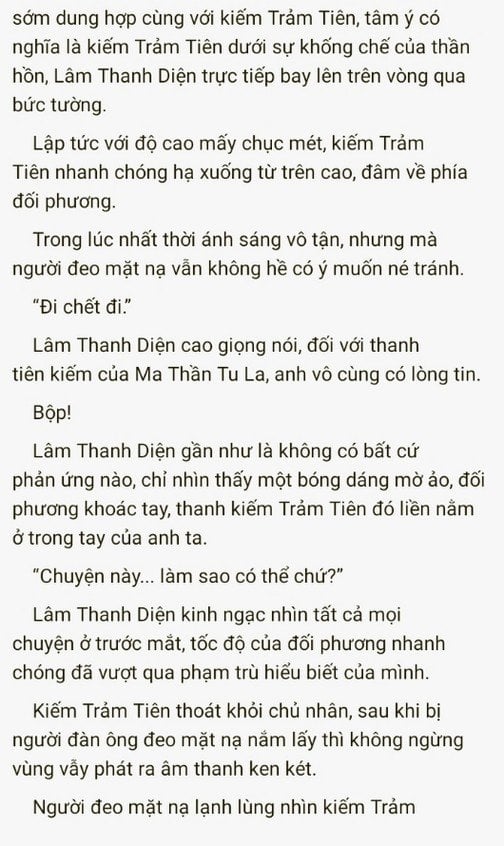 sớm dung hợp cùng với kiếm Trảm Tiên, tâm ý có
nghĩa là kiếm Trảm Tiên dưới sự khống chế của thần
hồn, Lâm Thanh Diện trực tiếp bay lên trên vòng qua
bức tường.
Lập tức với độ cao mấy chục mét, kiếm Trảm
Tiên nhanh chóng hạ xuống từ trên cao, đâm về phía
đối phương.
Trong lúc nhất thời ánh sáng vô tận, nhưng mà
người đeo mặt nạ vẫn không hề có ý muốn né tránh.
“Đi chết đi.”
Lâm Thanh Diện cao giọng nói, đối với thanh
tiên kiếm của Ma Thần Tu La, anh vô cùng có lòng tin.
Bộp!
Lâm Thanh Diện gần như là không có bất cứ
phản ứng nào, chỉ nhìn thấy một bóng dáng mờ ảo, đối
phương khoác tay, thanh kiếm Trảm Tiên đó liền nằm
ở trong tay của anh ta.
“Chuyện này... làm sao có thể chứ?”
Lâm Thanh Diện kinh ngạc nhìn tất cả mọi
chuyện ở trước mắt, tốc độ của đối phương nhanh
chóng đã vượt qua phạm trù hiểu biết của mình.
Kiếm Trảm Tiên thoát khỏi chủ nhân, sau khi bị
người đàn ông đeo mặt nạ nắm lấy thì không ngừng
vùng vẫy phát ra âm thanh ken két.
Người đeo mặt nạ lạnh lùng nhìn kiếm Trảm